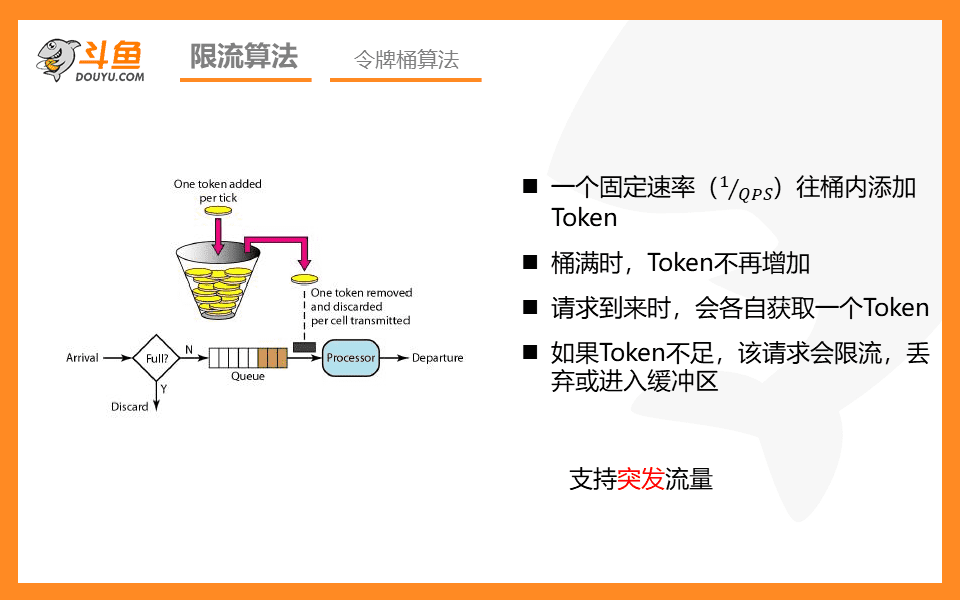 斗鱼
DOUYU.COM
限流算法
令牌桶算法
One token added
per tick
One token removed
and discarded
per cell transmitted
Arrival
Full?
N
Y
Discard
Queue
Processor
Departure
■ 一个固定速率（1/QPS）往桶内添加
Token
■ 桶满时，Token不再增加
■ 请求到来时，会各自获取一个Token
■ 如果Token不足，该请求会限流，丢
弃或进入缓冲区
支持突发流量